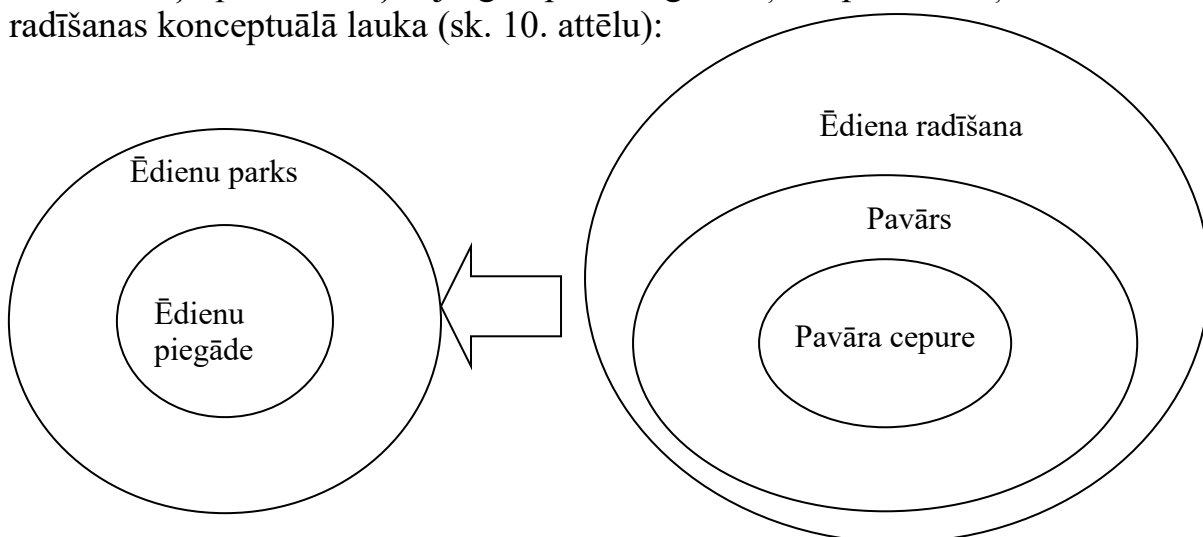 radīšanas konceptuālā lauka (sk. 10. attēlu):
Ēdiena radīšana
Ēdienu parks
Pavārs
Ēdienu
piegāde
Pavāra cepure